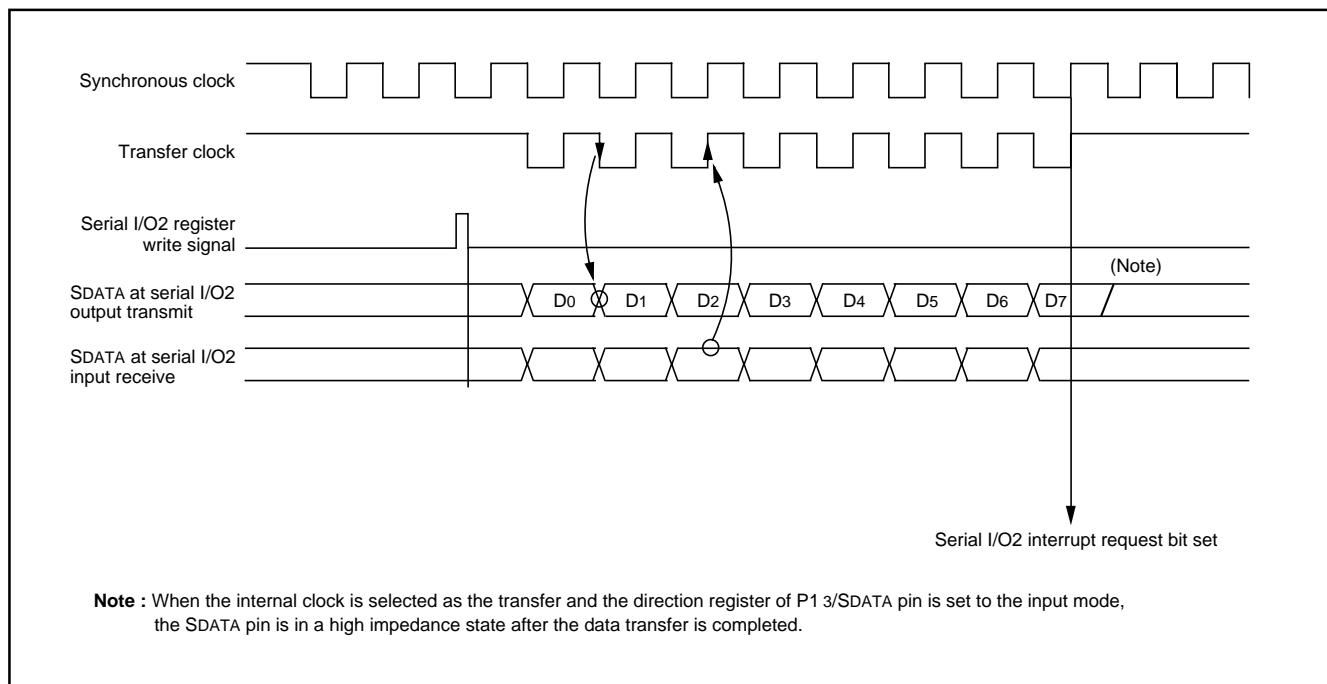 Synchronous clock
Transfer clock
Serial I/O2 register
write signal
(Note)
SDATA at serial I/O2
output transmit
D0 D1 D2 D3 D4 D5 D6 D7
SDATA at serial I/O2
input receive
Serial I/O2 interrupt request bit set
Note : When the internal clock is selected as the transfer and the direction register of P1 3/SDATA pin is set to the input mode,
the SDATA pin is in a high impedance state after the data transfer is completed.